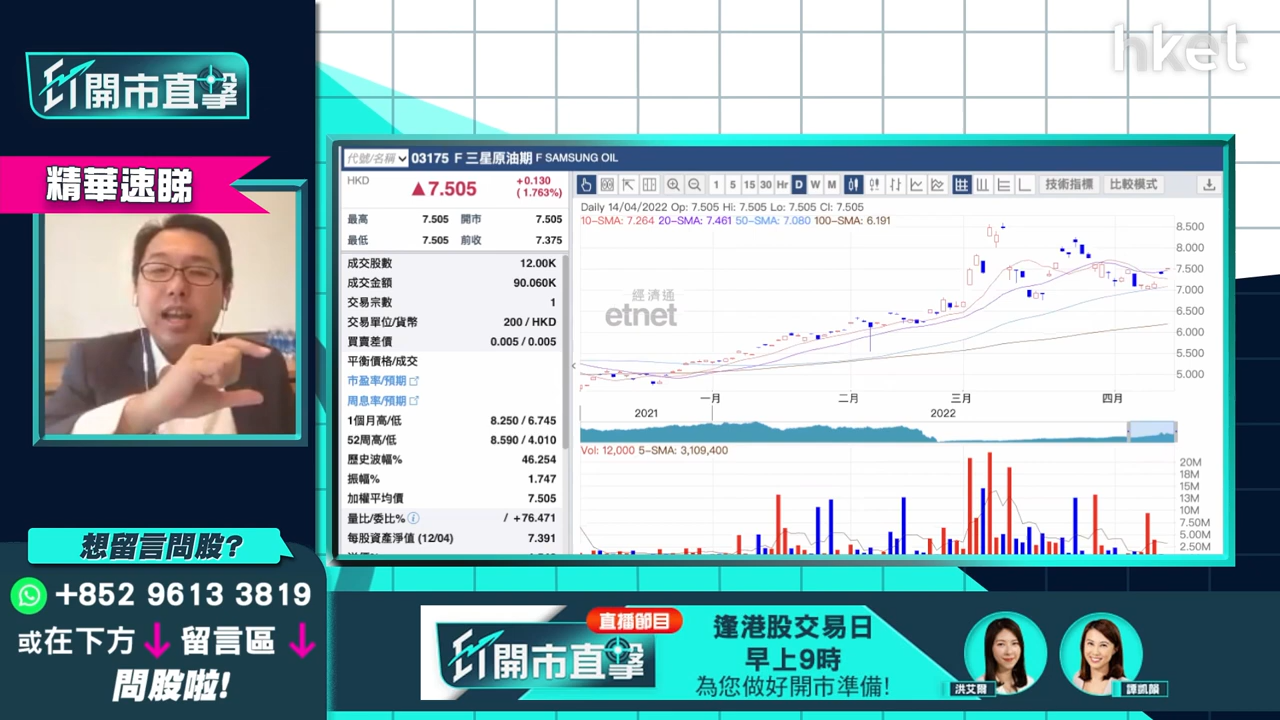 hket
ET開市直擊
精華速睇
代號/名稱
03175 F 三星原油期 F SAMSUNG OIL
HKD
▲7.505
+0.130
( 1.763%)
最高 7.505 開市 7.505
最低 7.505 前收 7.375
成交股數 12.00K
成交金額 90.060K
交易宗數 1
交易單位/貨幣 200 / HKD
買賣差價 0.005 / 0.005
平衡價格/成交
市盈率/預期
周息率/預期
1個月高/低 8.250 / 6.745
52周高/低 8.590 / 4.010
歷史波幅% 46.254
振幅% 1.747
加權平均價 7.505
量比/委比% / +76.471
每股資產淨值 (12/04) 7.391
1 5 15 30 Hr D W M
技術指標 比較模式
Daily 14/04/2022 Op: 7.505 Hi: 7.505 Lo: 7.505 Cl: 7.505
10-SMA: 7.264 20-SMA: 7.461 50-SMA: 7.080 100-SMA: 6.191
經濟通
etnet
8.500
8.000
7.500
7.000
6.500
6.000
5.500
5.000
一月 二月 三月 四月
2021 2022
Vol: 12,000 5-SMA: 3,109,400
20M
18M
15M
13M
10M
7.50M
5.00M
2.50M
想留言問股?
+852 9613 3819
或在下方 留言區
問股啦!
直播節目
ET開市直擊
逢港股交易日
早上9時
為您做好開市準備!
洪艾爾
譚凱頤